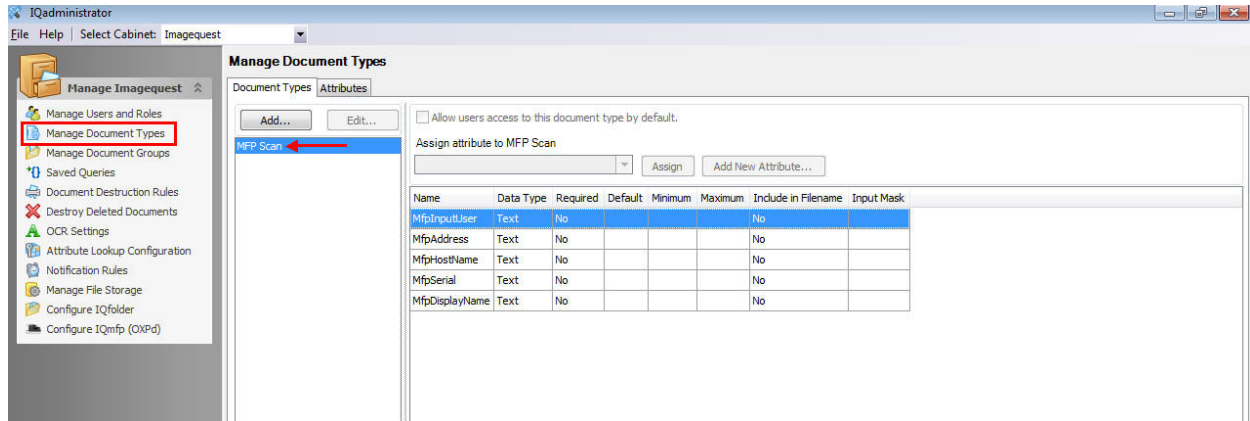 IQadministrator
File Help Select Cabinet: Imagequest
Manage Imagequest
Manage Users and Roles
Manage Document Types
Manage Document Groups
Saved Queries
Document Destruction Rules
Destroy Deleted Documents
OCR Settings
Attribute Lookup Configuration
Notification Rules
Manage File Storage
Configure IQfolder
Configure IQmfp (OXPd)
Manage Document Types
Document Types Attributes
Add... Edit...
MFP Scan
Allow users access to this document type by default.
Assign attribute to MFP Scan
Assign Add New Attribute...
Name Data Type Required Default Minimum Maximum Include in Filename Input Mask
MfpInputUser Text No No
MfpAddress Text No No
MfpHostName Text No No
MfpSerial Text No No
MfpDisplayName Text No No